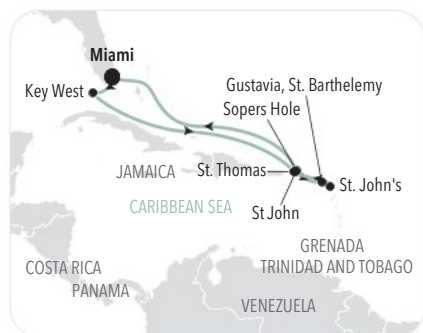 Miami
Key West
Gustavia, St. Barthelemy
Sopers Hole
JAMAICA
St. Thomas
St. John's
CARIBBEAN SEA
St John
GRENADA
TRINIDAD AND TOBAGO
COSTA RICA
PANAMA
VENEZUELA